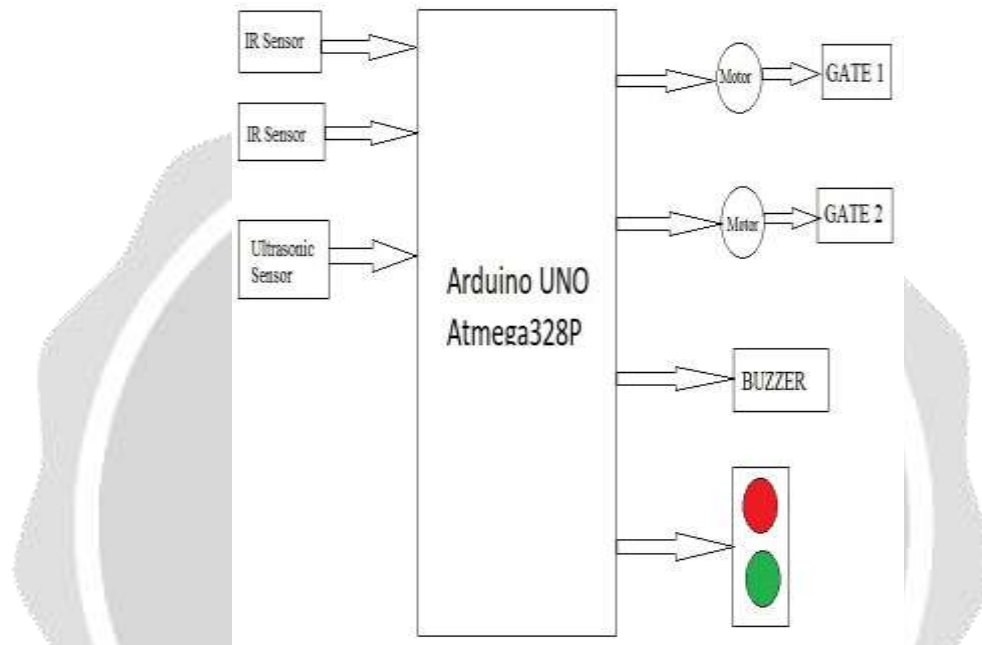 IR Sensor
IR Sensor
Ultrasonic
Sensor
Arduino UNO
Atmega328P
Motor
GATE 1
Motor
GATE 2
BUZZER